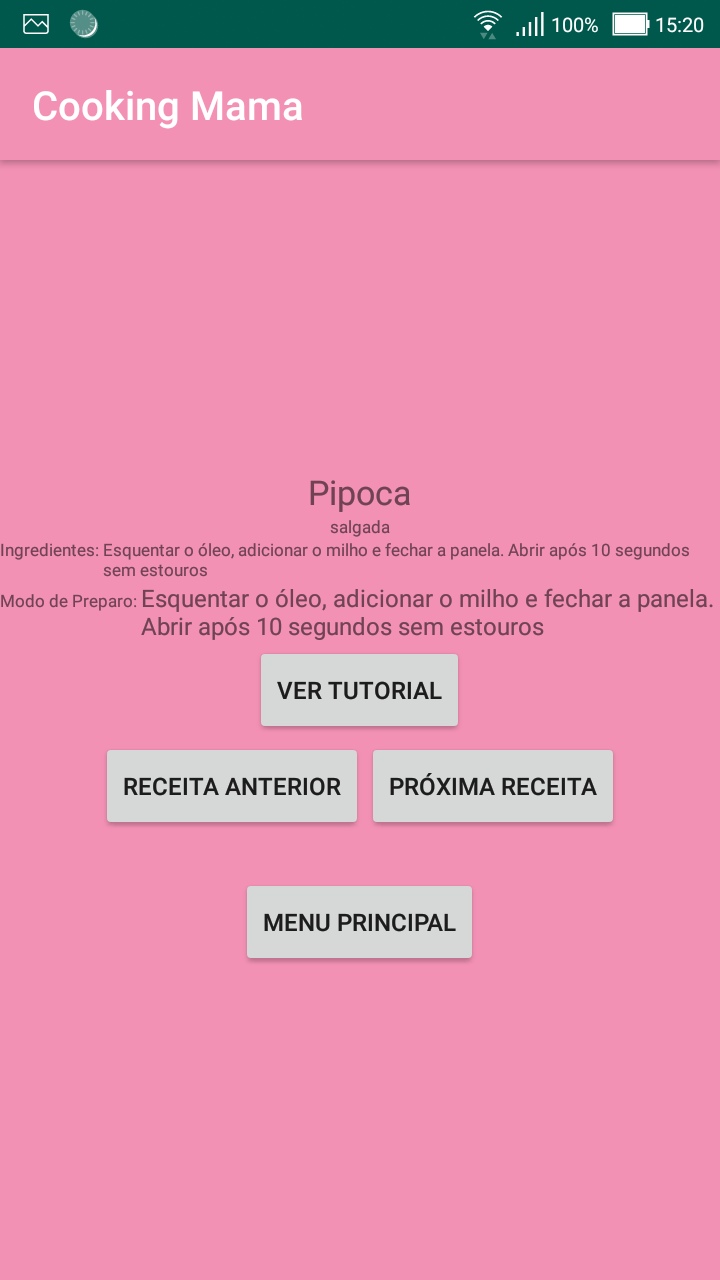 100% 15:20
Cooking Mama
Pipoca
salgada
Ingredientes: Esquentar o óleo, adicionar o milho e fechar a panela. Abrir após 10 segundos
sem estouros
Modo de Preparo: Esquentar o óleo, adicionar o milho e fechar a panela.
Abrir após 10 segundos sem estouros
VER TUTORIAL
RECEITA ANTERIOR PRÓXIMA RECEITA
MENU PRINCIPAL